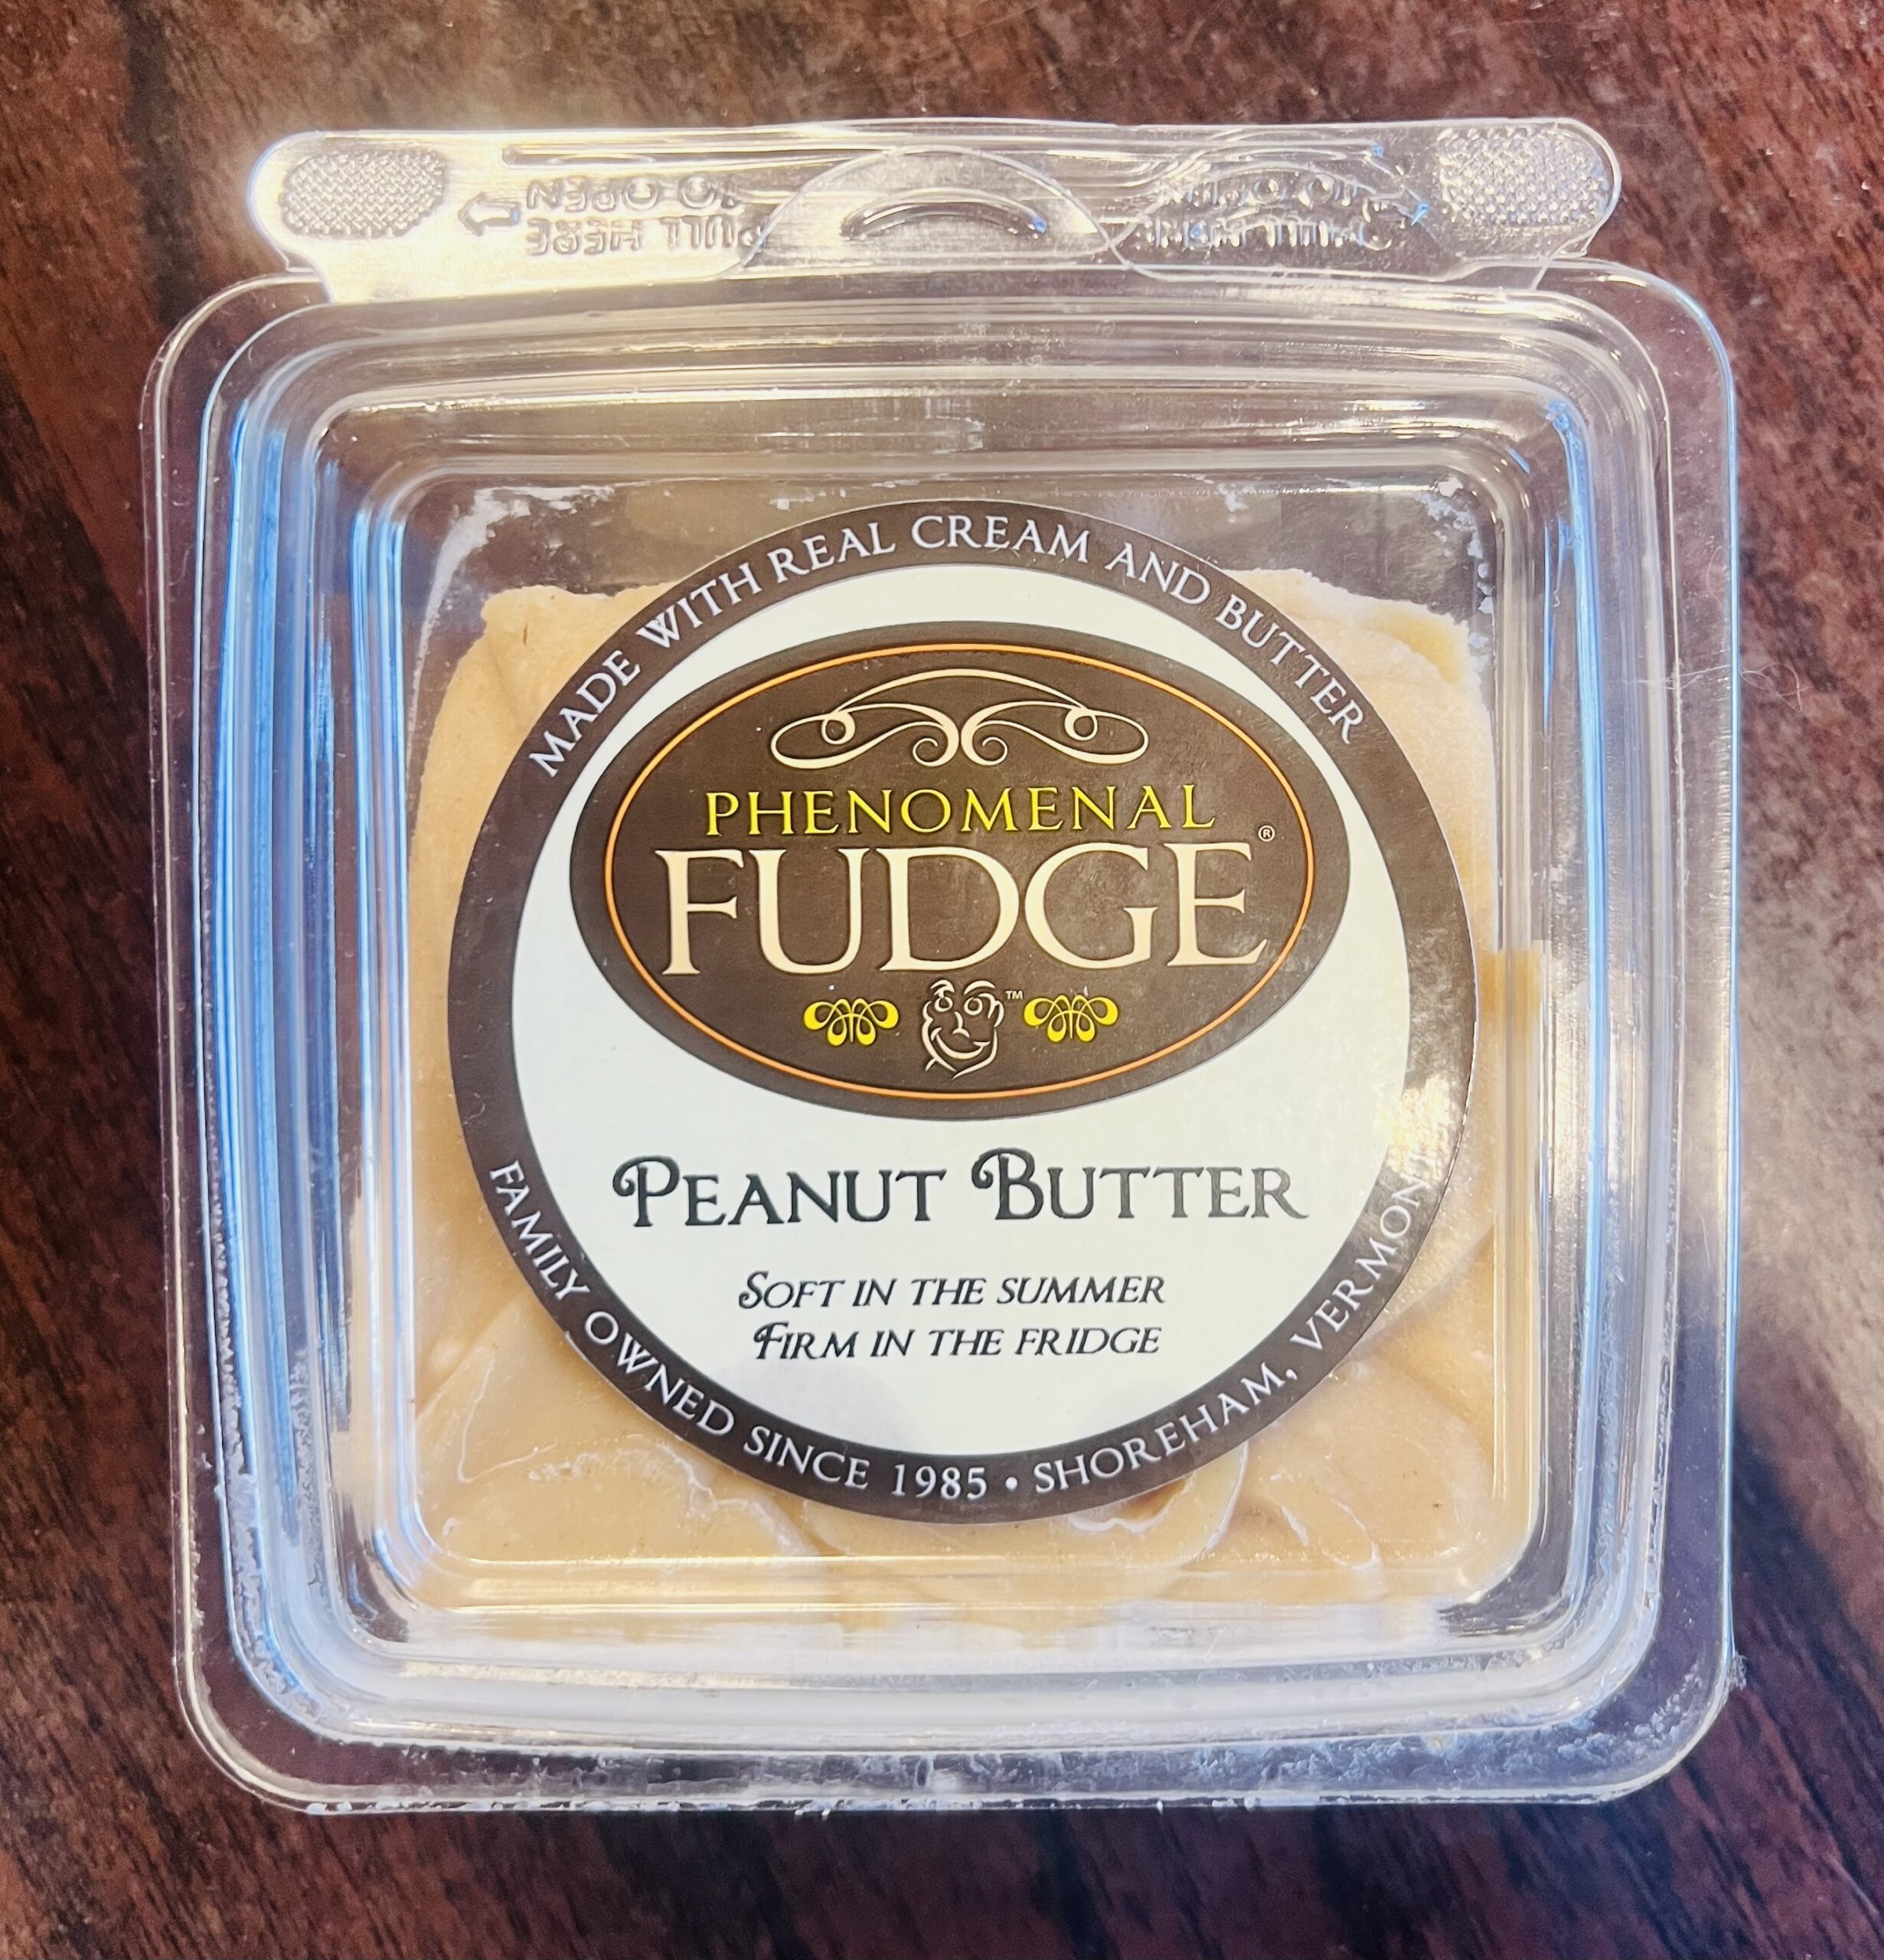 PULL HERE
TO OPEN
MADE WITH REAL CREAM AND BUTTER
PHENOMENAL
FUDGE®
™
PEANUT BUTTER
SOFT IN THE SUMMER
FIRM IN THE FRIDGE
FAMILY OWNED SINCE 1985 • SHOREHAM, VERMONT